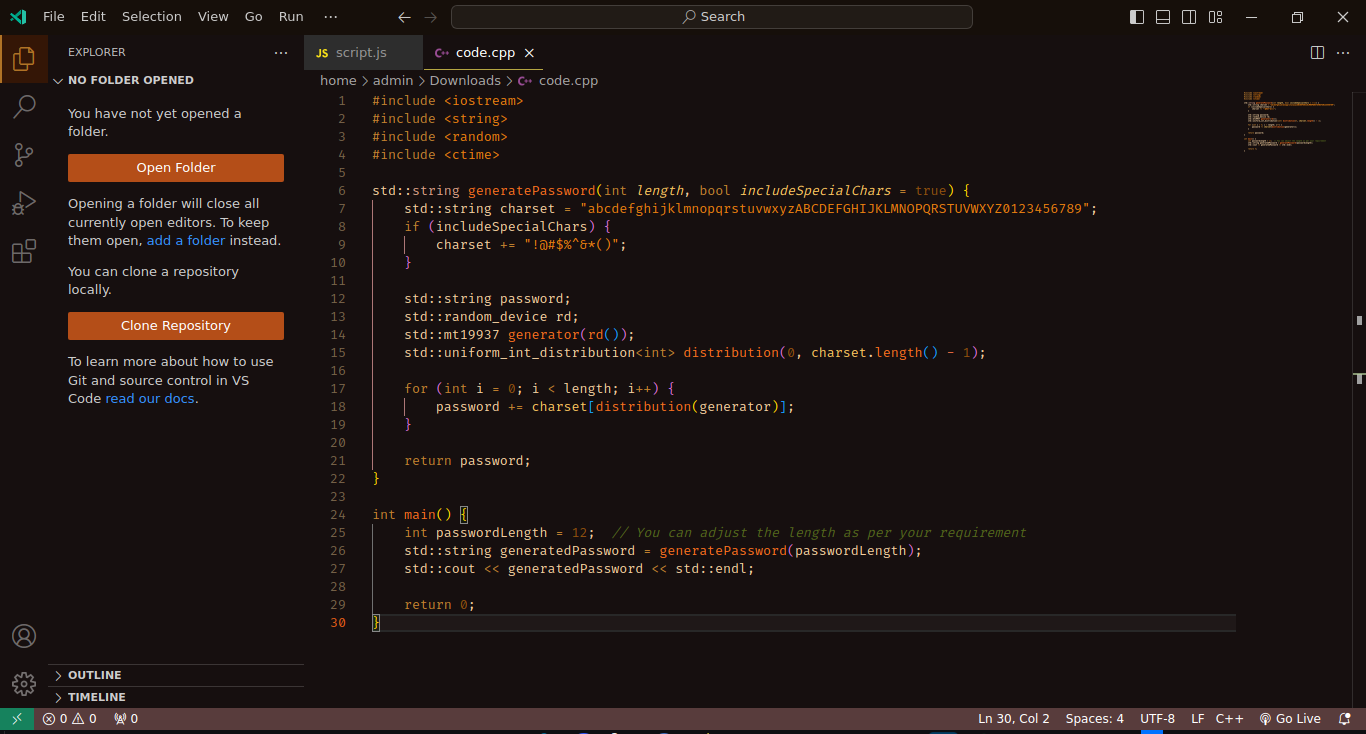 File Edit Selection View Go Run ··· Search
EXPLORER ···
JS script.js
C++ code.cpp
NO FOLDER OPENED
home > admin > Downloads > C++ code.cpp
You have not yet opened a
folder.
Open Folder
Opening a folder will close all
currently open editors. To keep
them open, add a folder instead.
You can clone a repository
locally.
Clone Repository
To learn more about how to use
Git and source control in VS
Code read our docs.
OUTLINE
TIMELINE
1 #include <iostream>
2 #include <string>
3 #include <random>
4 #include <ctime>
5
6 std::string generatePassword(int length, bool includeSpecialChars = true) {
7     std::string charset = "abcdefghijklmnopqrstuvwxyzABCDEFGHIJKLMNOPQRSTUVWXYZ0123456789";
8     if (includeSpecialChars) {
9         charset += "!@#$%^&*()";
10     }
11
12     std::string password;
13     std::random_device rd;
14     std::mt19937 generator(rd());
15     std::uniform_int_distribution<int> distribution(0, charset.length() - 1);
16
17     for (int i = 0; i < length; i++) {
18         password += charset[distribution(generator)];
19     }
20
21     return password;
22 }
23
24 int main() {
25     int passwordLength = 12;  // You can adjust the length as per your requirement
26     std::string generatedPassword = generatePassword(passwordLength);
27     std::cout << generatedPassword << std::endl;
28
29     return 0;
30 }
0 0 0
Ln 30, Col 2 Spaces: 4 UTF-8 LF C++ Go Live